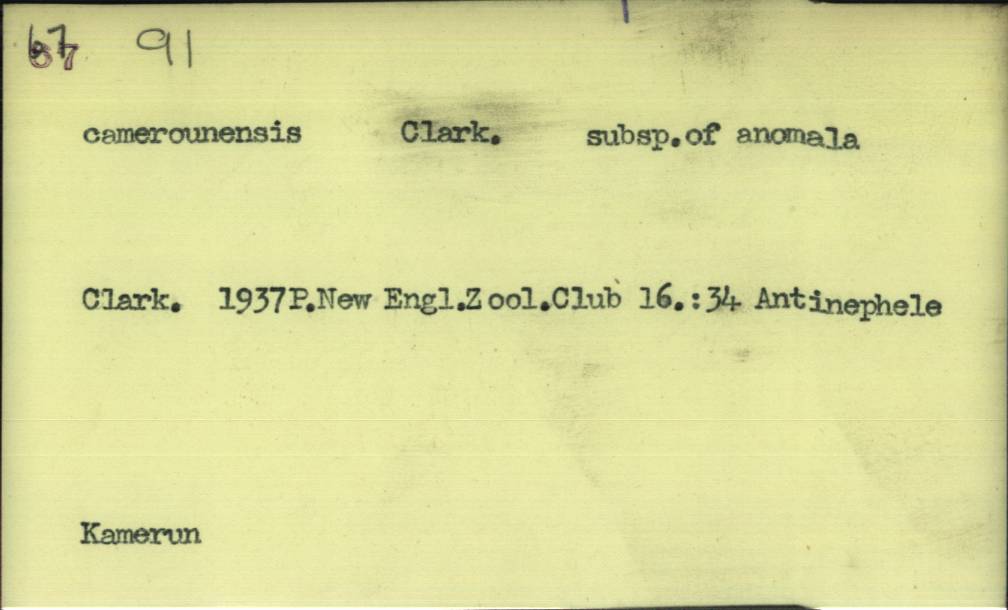 67 91
camerounensis Clark. subsp.of anomala
Clark. 1937P.New Engl.Zool.Club 16.:34 Antinephele
Kamerun